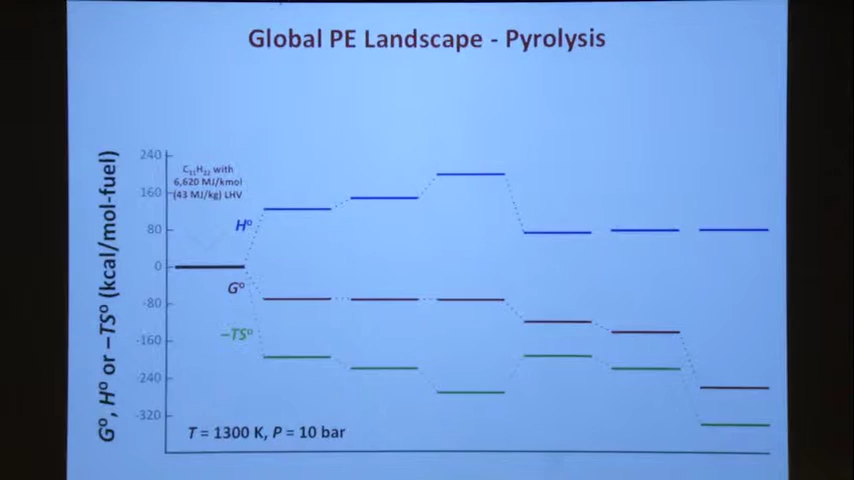 Global PE Landscape - Pyrolysis
G°, H° or −TS° (kcal/mol-fuel)
240
160
80
0
-80
-160
-240
-320
C₁₁H₂₂ with
6,620 MJ/kmol
(43 MJ/kg) LHV
H°
G°
−TS°
T = 1300 K, P = 10 bar